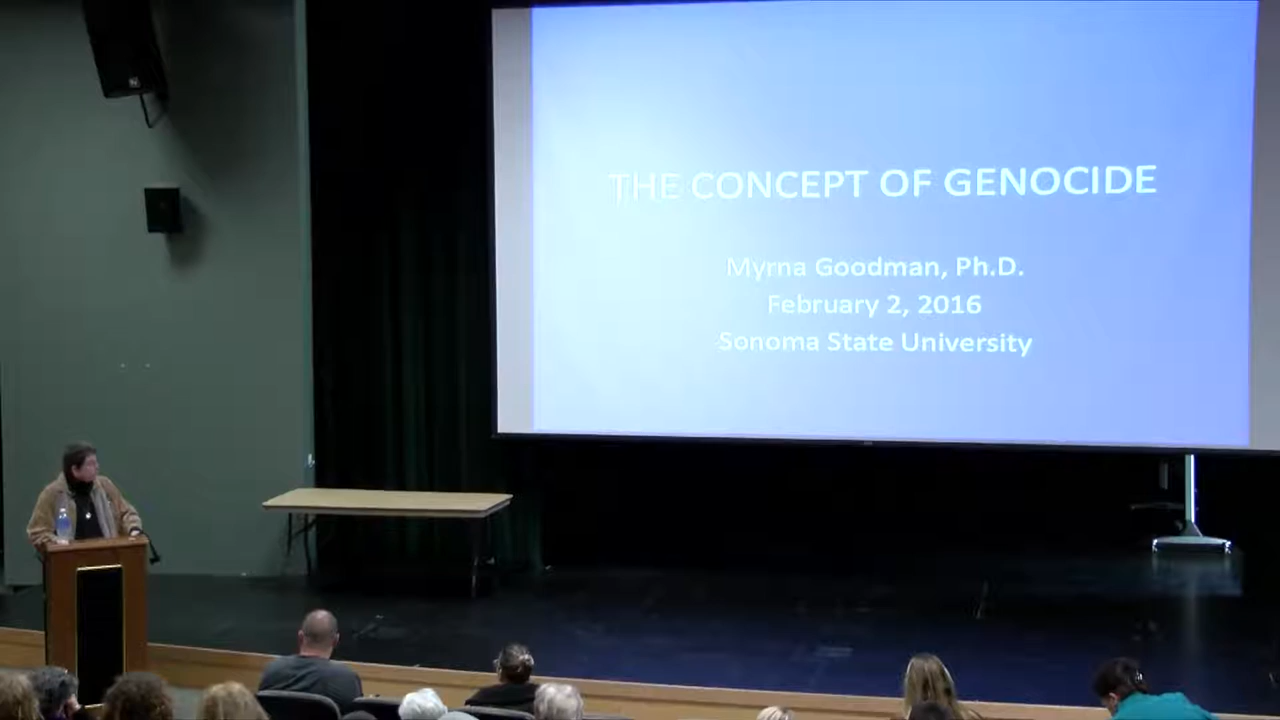 THE CONCEPT OF GENOCIDE
Myrna Goodman, Ph.D.
February 2, 2016
Sonoma State University